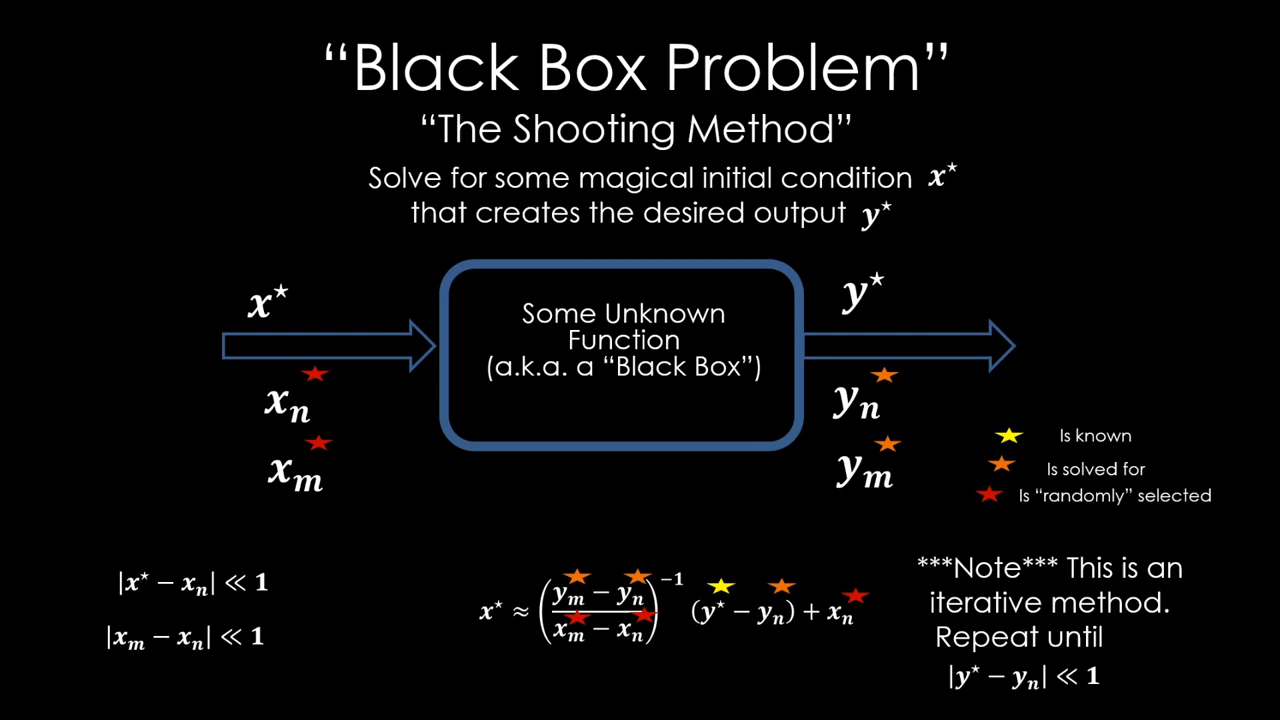 “Black Box Problem”
“The Shooting Method”
Solve for some magical initial condition x*
that creates the desired output y*
x*
Some Unknown
Function
(a.k.a. a “Black Box”)
y*
xₙ
yₙ
xₘ
yₘ
Is known
Is solved for
Is “randomly” selected
|x* − xₙ| ≪ 1
|xₘ − xₙ| ≪ 1
x* ≈ ((yₘ − yₙ)/(xₘ − xₙ))⁻¹ (y* − yₙ) + xₙ
***Note*** This is an
iterative method.
Repeat until
|y* − yₙ| ≪ 1